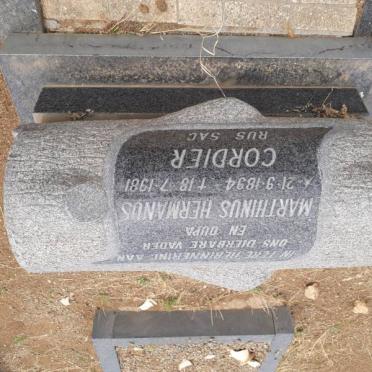 IN TERE HERINNERING AAN
ONS DIERBARE VADER
EN OUPA
MARTHINUS HERMANUS
* 21·9·1894 - † 18·7·1981
CORDIER
RUS SAG